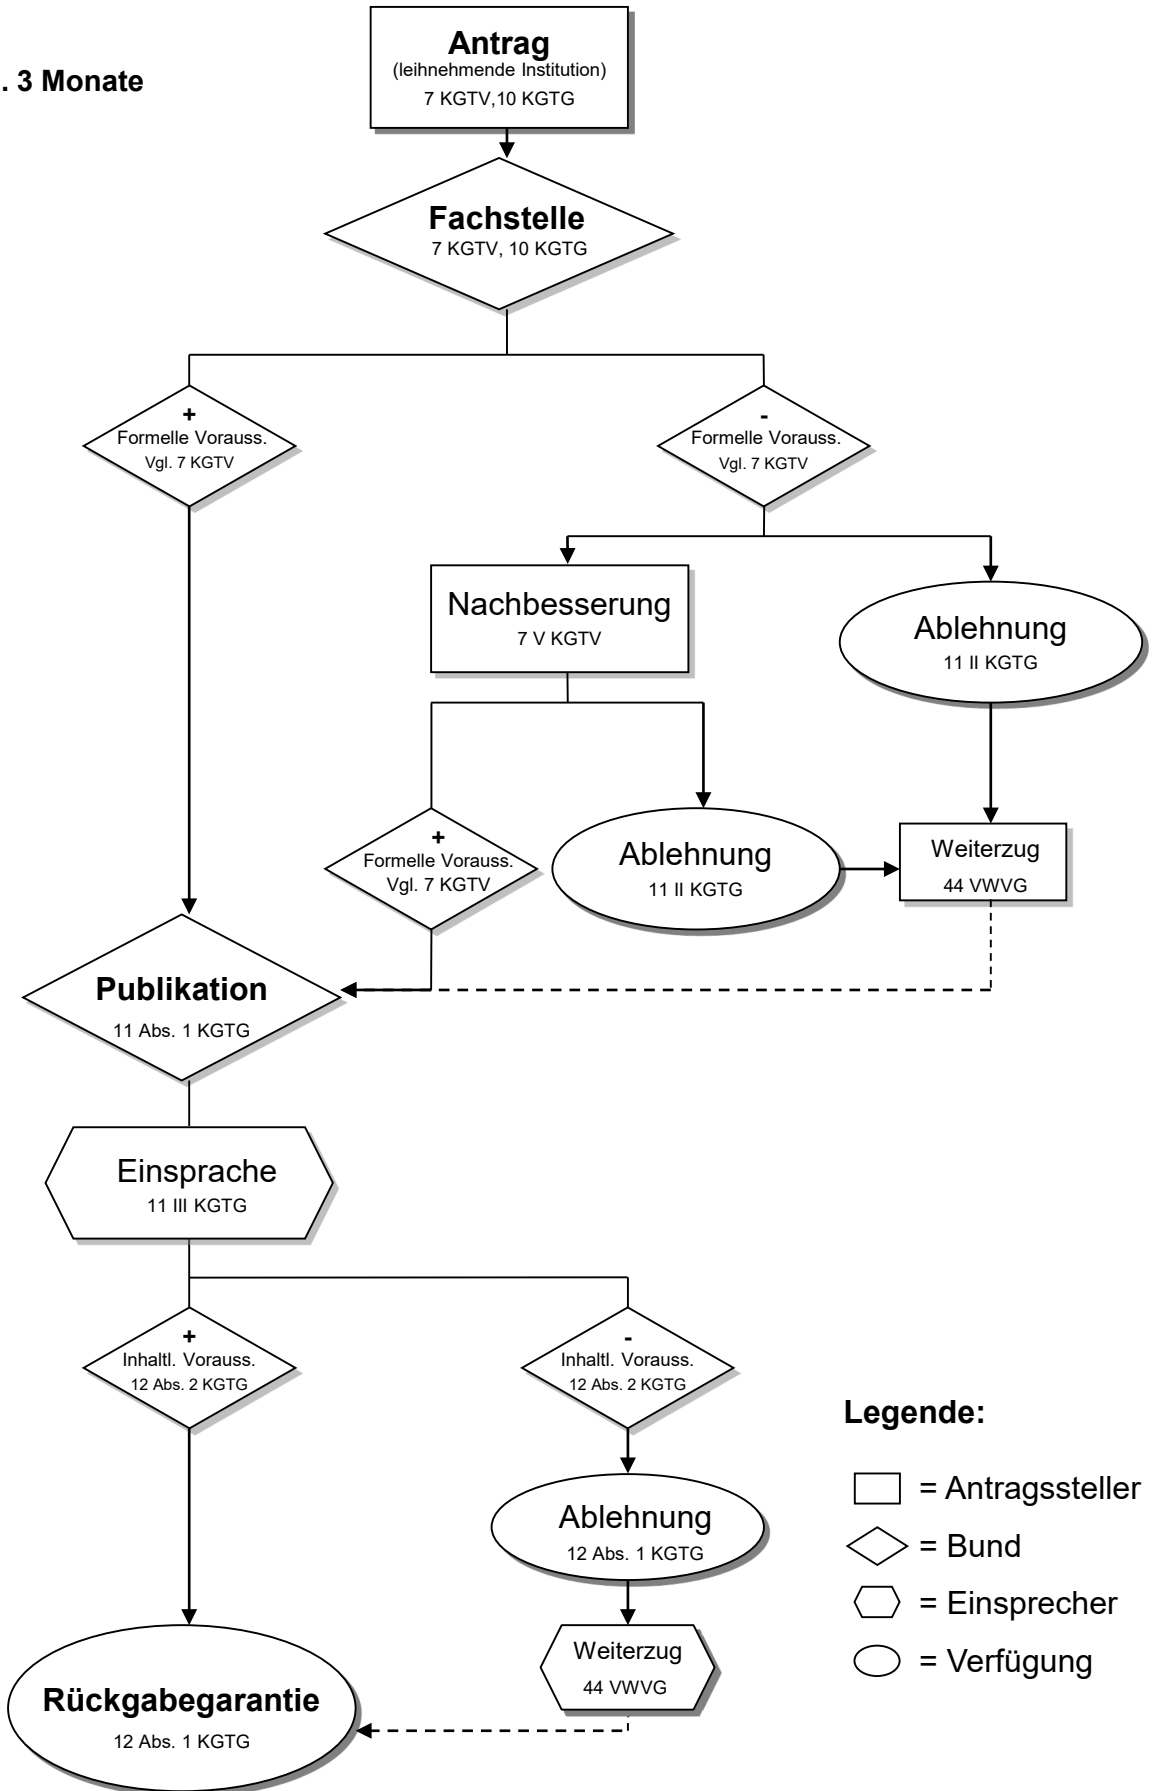 Antrag
(leihnehmende Institution)
7 KGTV,10 KGTG
. 3 Monate
Fachstelle
7 KGTV, 10 KGTG
+
Formelle Vorauss.
Vgl. 7 KGTV
-
Formelle Vorauss.
Vgl. 7 KGTV
Nachbesserung
7 V KGTV
Ablehnung
11 II KGTG
+
Formelle Vorauss.
Vgl. 7 KGTV
Ablehnung
11 II KGTG
Weiterzug
44 VWVG
Publikation
11 Abs. 1 KGTG
Einsprache
11 III KGTG
+
Inhaltl. Vorauss.
12 Abs. 2 KGTG
-
Inhaltl. Vorauss.
12 Abs. 2 KGTG
Ablehnung
12 Abs. 1 KGTG
Weiterzug
44 VWVG
Rückgabegarantie
12 Abs. 1 KGTG
Legende:
= Antragssteller
= Bund
= Einsprecher
= Verfügung